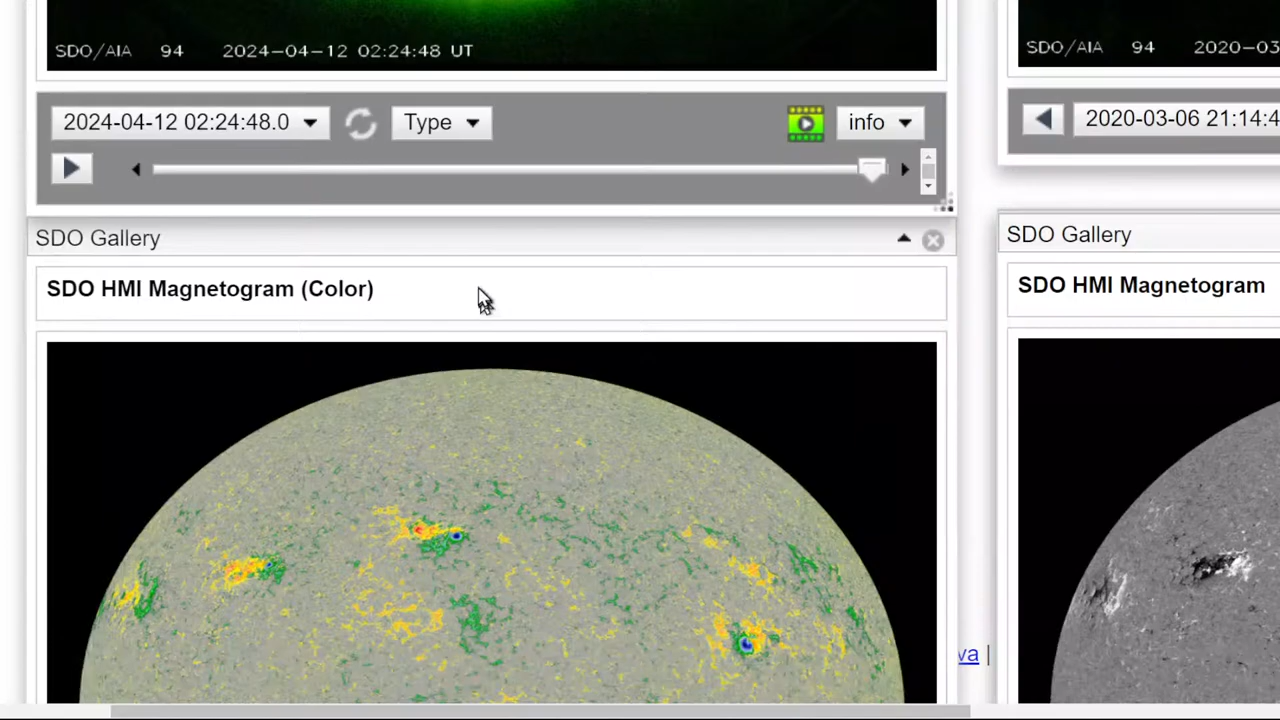 SDO/AIA 94 2024-04-12 02:24:48 UT
2024-04-12 02:24:48.0
Type
info
SDO Gallery
SDO HMI Magnetogram (Color)
SDO/AIA 94 2020-03
2020-03-06 21:14:4
SDO Gallery
SDO HMI Magnetogram
va |